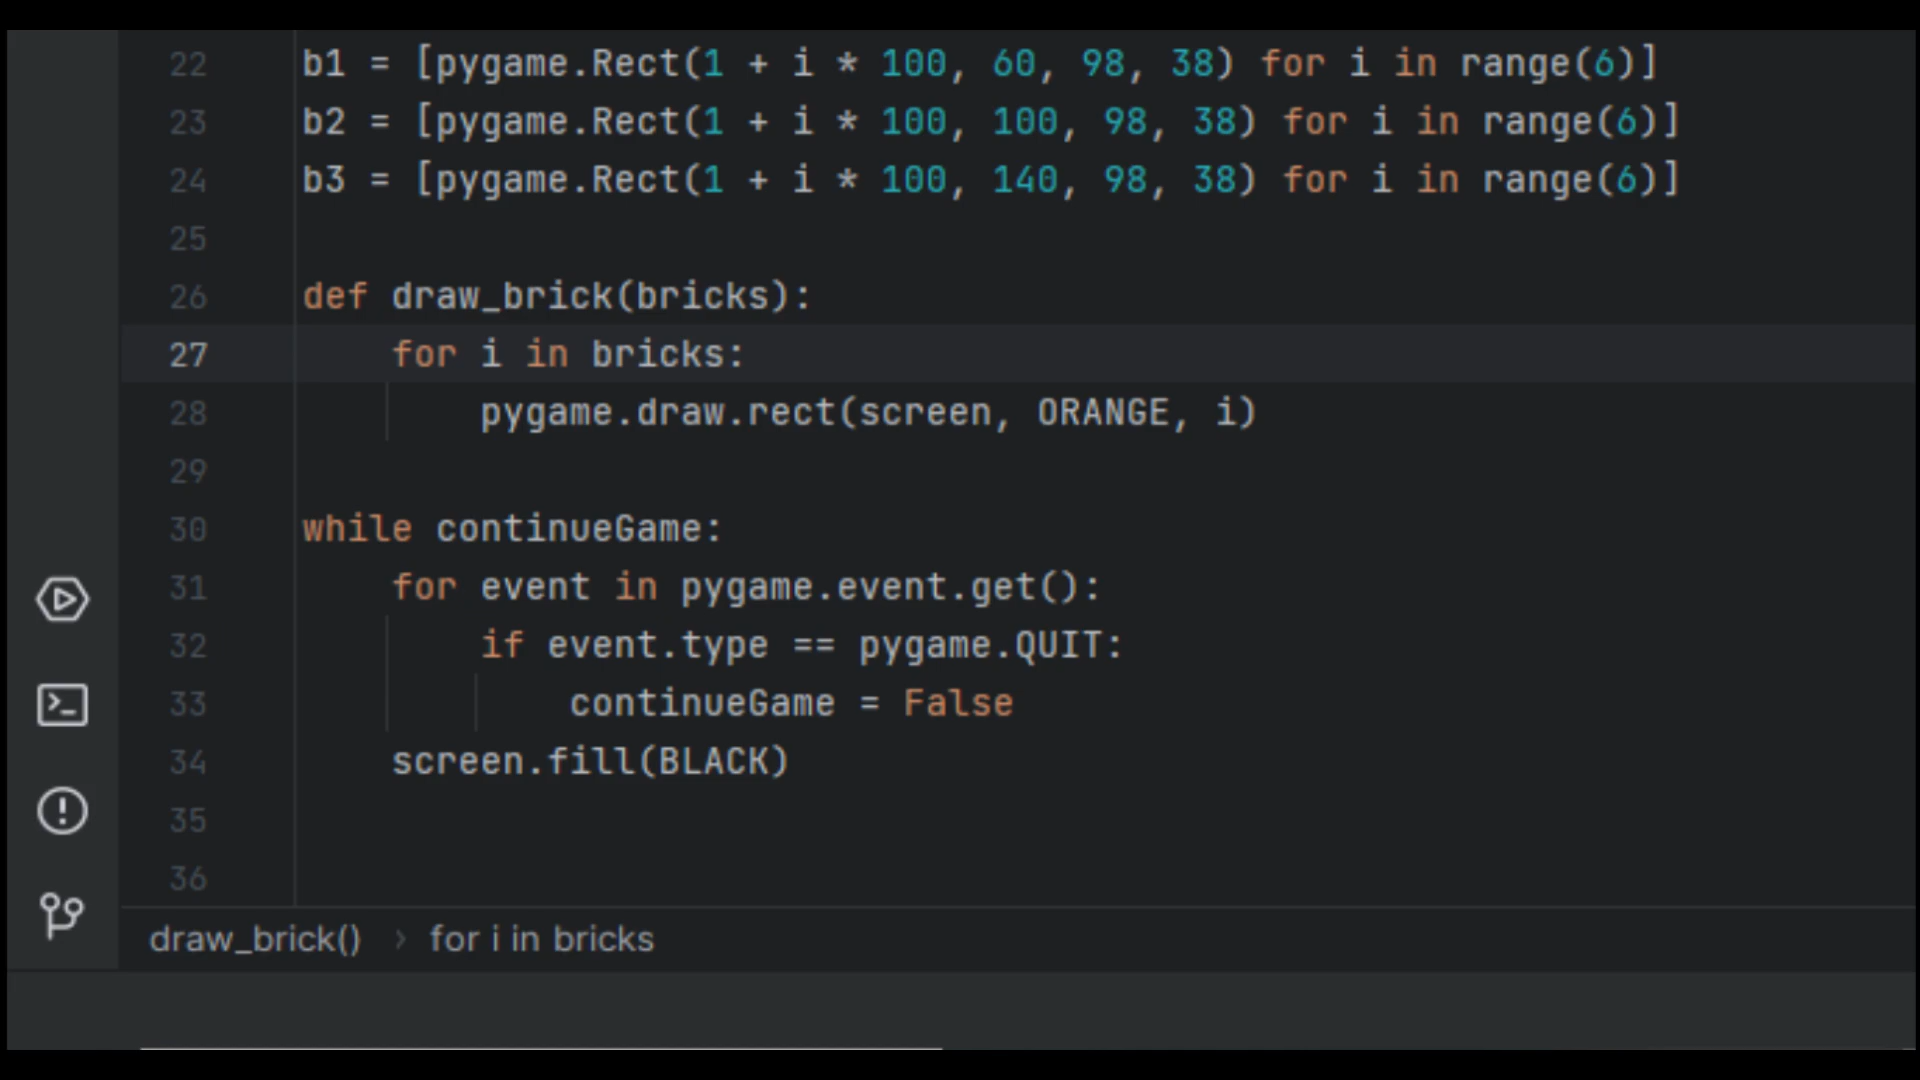 22 b1 = [pygame.Rect(1 + i * 100, 60, 98, 38) for i in range(6)]
23 b2 = [pygame.Rect(1 + i * 100, 100, 98, 38) for i in range(6)]
24 b3 = [pygame.Rect(1 + i * 100, 140, 98, 38) for i in range(6)]
25
26 def draw_brick(bricks):
27     for i in bricks:
28         pygame.draw.rect(screen, ORANGE, i)
29
30 while continueGame:
31     for event in pygame.event.get():
32         if event.type == pygame.QUIT:
33             continueGame = False
34     screen.fill(BLACK)
35
36
draw_brick() › for i in bricks